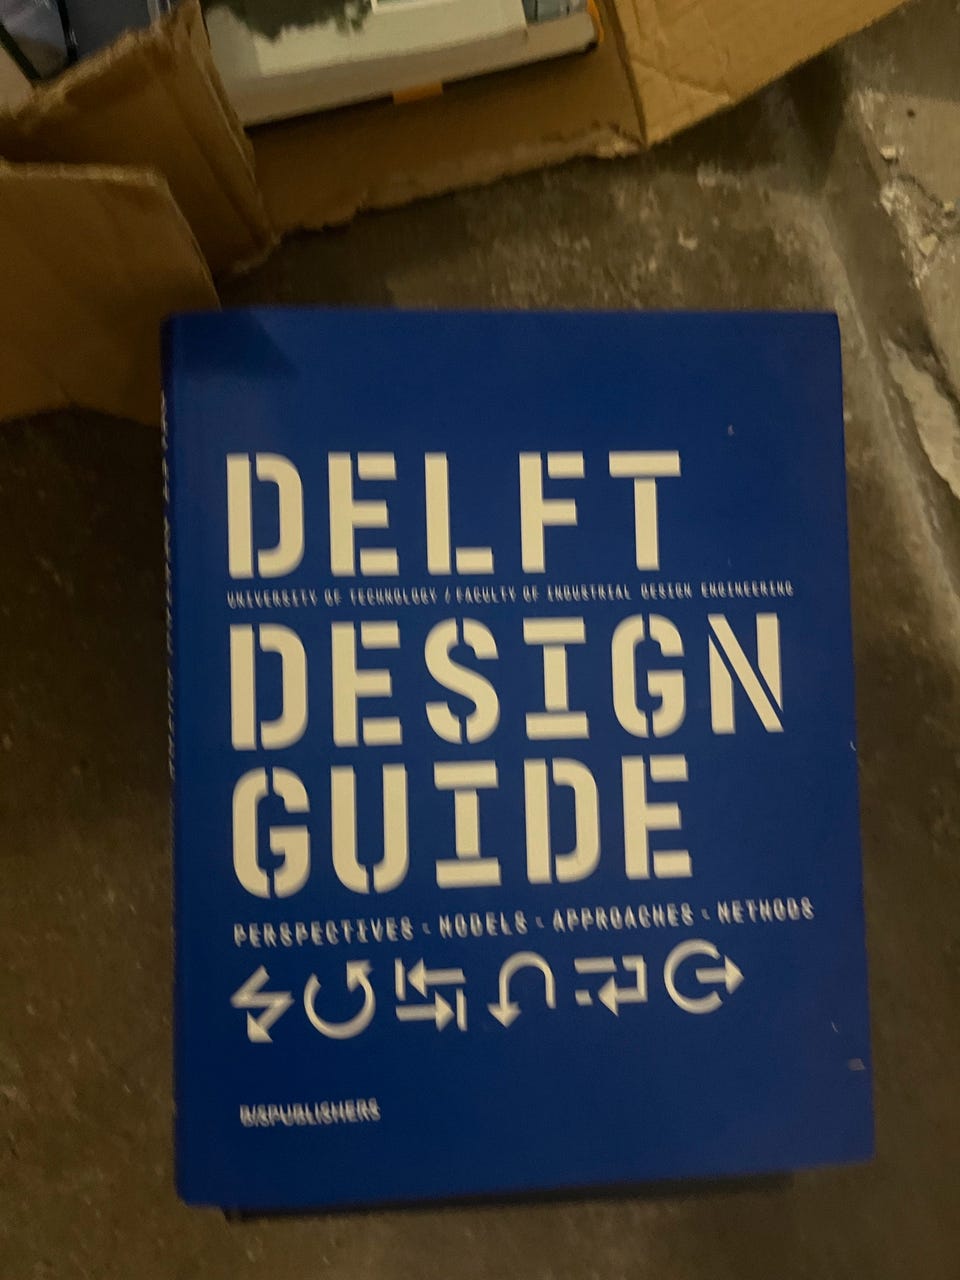 DELFT
UNIVERSITY OF TECHNOLOGY / FACULTY OF INDUSTRIAL DESIGN ENGINEERING
DESIGN
GUIDE
PERSPECTIVES - MODELS - APPROACHES - METHODS
BISPUBLISHERS